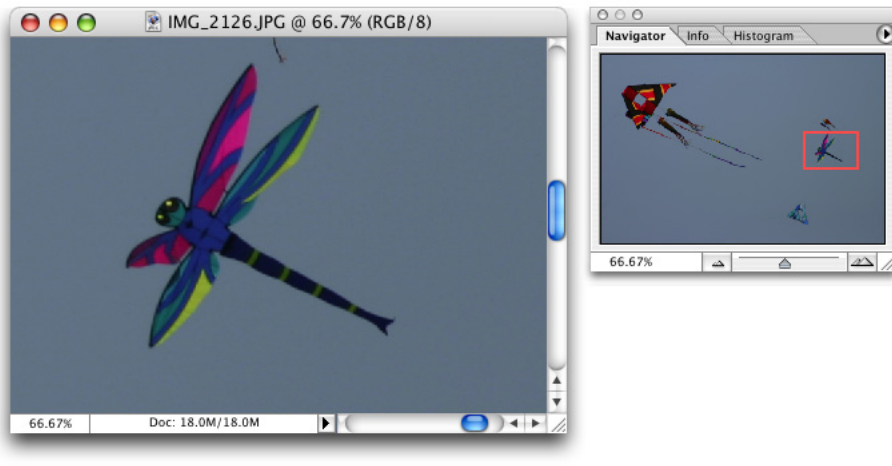 IMG_2126.JPG @ 66.7% (RGB/8)
66.67%
Doc: 18.0M/18.0M
Navigator
Info
Histogram
66.67%